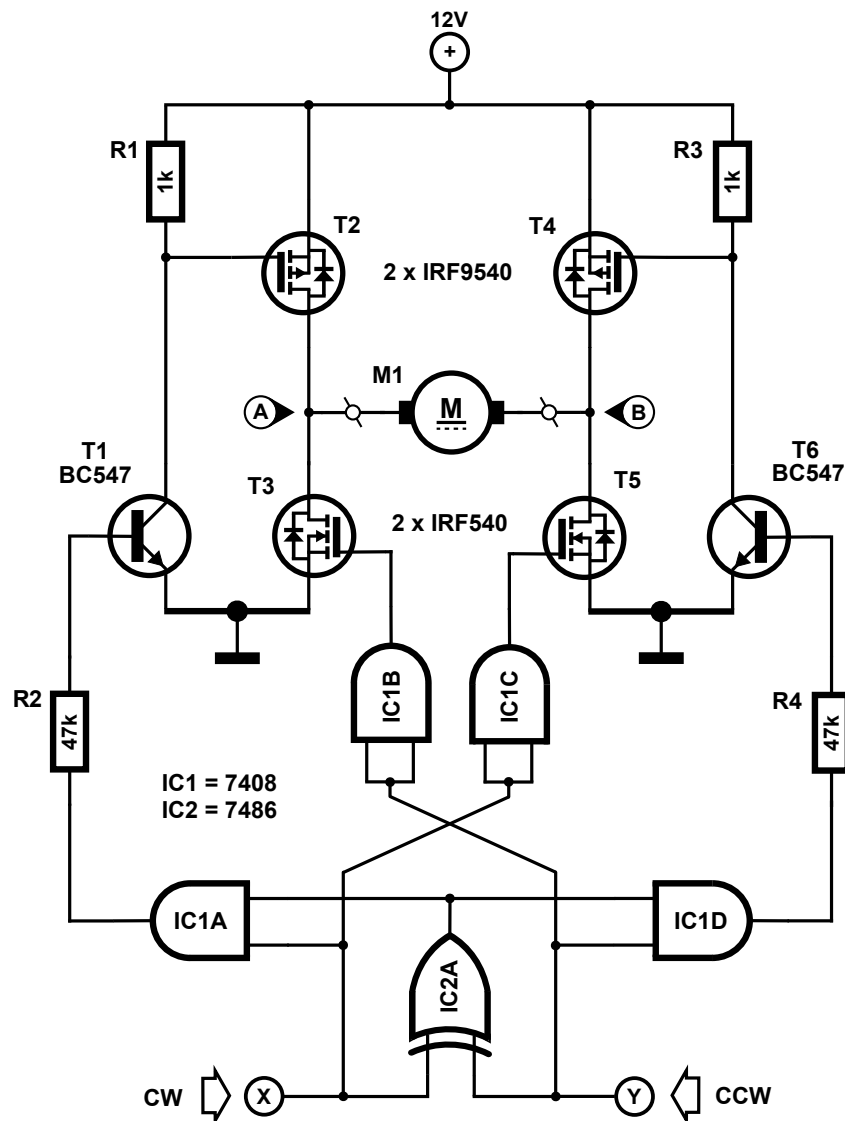 12V
+
R1
1k
R3
1k
T2
T4
2 x IRF9540
M1
A
M
B
T1
BC547
T6
BC547
T3
T5
2 x IRF540
IC1B
IC1C
R2
47k
R4
47k
IC1 = 7408
IC2 = 7486
IC1A
IC1D
IC2A
CW
X
Y
CCW